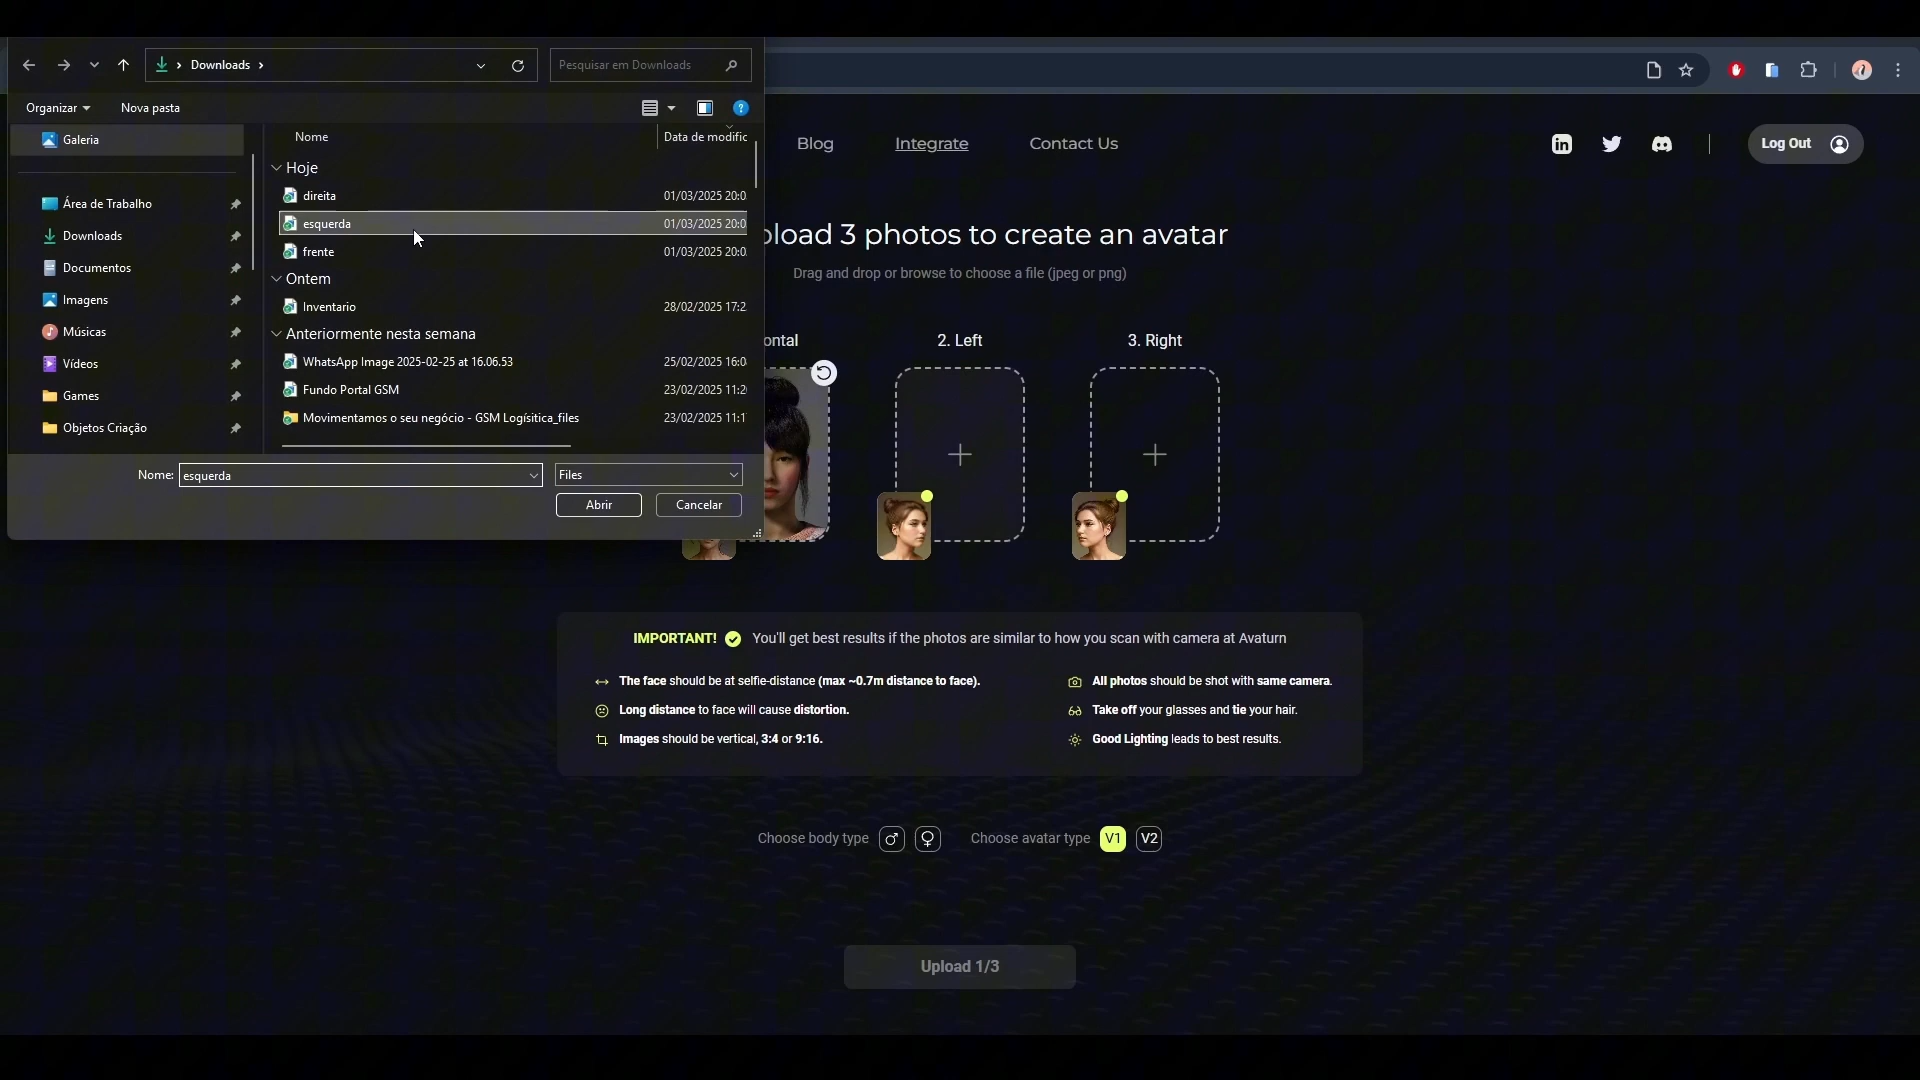 Downloads
Pesquisar em Downloads
Organizar
Nova pasta
Galeria
Área de Trabalho
Downloads
Documentos
Imagens
Músicas
Vídeos
Games
Objetos Criação
Nome
Data de modific
Hoje
direita 01/03/2025 20:0
esquerda 01/03/2025 20:0
frente 01/03/2025 20:0
Ontem
Inventario 28/02/2025 17:2
Anteriormente nesta semana
WhatsApp Image 2025-02-25 at 16.06.53 25/02/2025 16:0
Fundo Portal GSM 23/02/2025 11:2
Movimentamos o seu negócio - GSM Logísitica_files 23/02/2025 11:1
Nome: esquerda
Files
Abrir
Cancelar
Blog
Integrate
Contact Us
Log Out
pload 3 photos to create an avatar
Drag and drop or browse to choose a file (jpeg or png)
ontal
2. Left
3. Right
IMPORTANT! You'll get best results if the photos are similar to how you scan with camera at Avaturn
The face should be at selfie-distance (max ~0.7m distance to face).
Long distance to face will cause distortion.
Images should be vertical, 3:4 or 9:16.
All photos should be shot with same camera.
Take off your glasses and tie your hair.
Good Lighting leads to best results.
Choose body type
Choose avatar type V1 V2
Upload 1/3